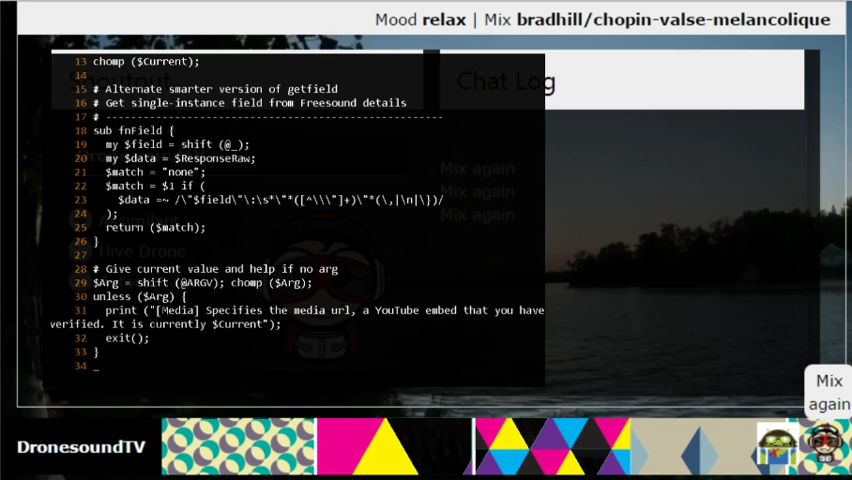 Mood relax | Mix bradhill/chopin-valse-melancolique
Shoutout
Chat Log
13 chomp ($Current);
14
15 # Alternate smarter version of getfield
16 # Get single-instance field from Freesound details
17 # -----------------------------------------------------
18 sub fnField {
19 my $field = shift (@_);
20 my $data = $ResponseRaw;
21 $match = "none";
22 $match = $1 if (
23 $data =~ /\"$field\"\:\s*\"*([^\\\"]+)\"*(\,|\n|\})/
24 );
25 return ($match);
26 }
27
28 # Give current value and help if no arg
29 $Arg = shift (@ARGV); chomp ($Arg);
30 unless ($Arg) {
31 print ("[Media] Specifies the media url, a YouTube embed that you have
verified. It is currently $Current");
32 exit();
33 }
34 _
Mix again
Mix again
Mix again
Assimilant
Hive Drone
Mix
again
DronesoundTV